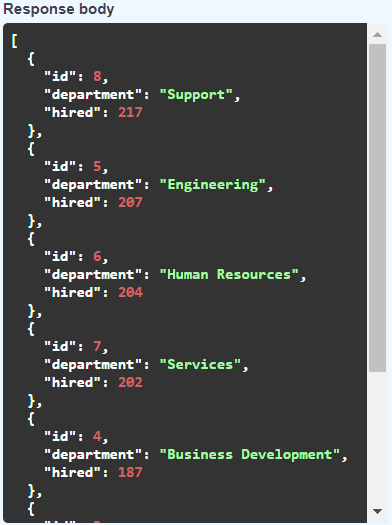 Response body
[
  {
    "id": 8,
    "department": "Support",
    "hired": 217
  },
  {
    "id": 5,
    "department": "Engineering",
    "hired": 207
  },
  {
    "id": 6,
    "department": "Human Resources",
    "hired": 204
  },
  {
    "id": 7,
    "department": "Services",
    "hired": 202
  },
  {
    "id": 4,
    "department": "Business Development",
    "hired": 187
  },
  {